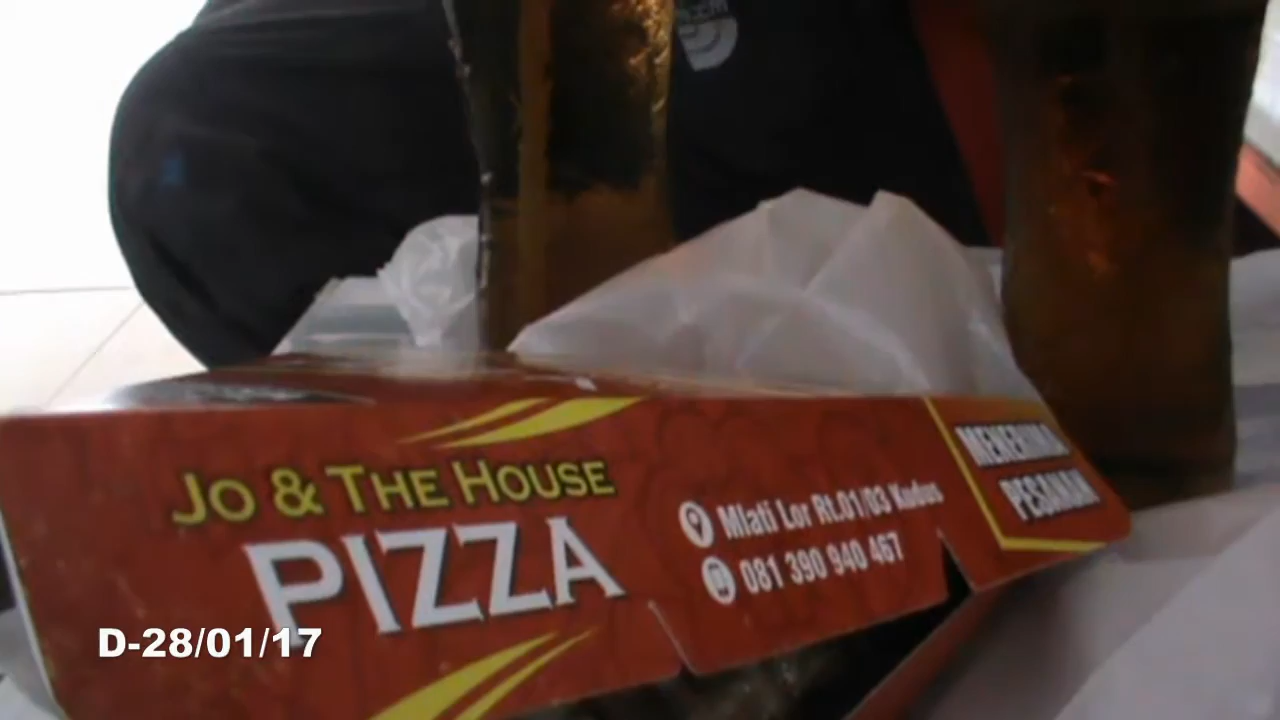 Jo & The House
PIZZA
Mlati Lor Rt.01/03 Kudus
081 390 940 467
MENERIMA
PESANAN
D-28/01/17